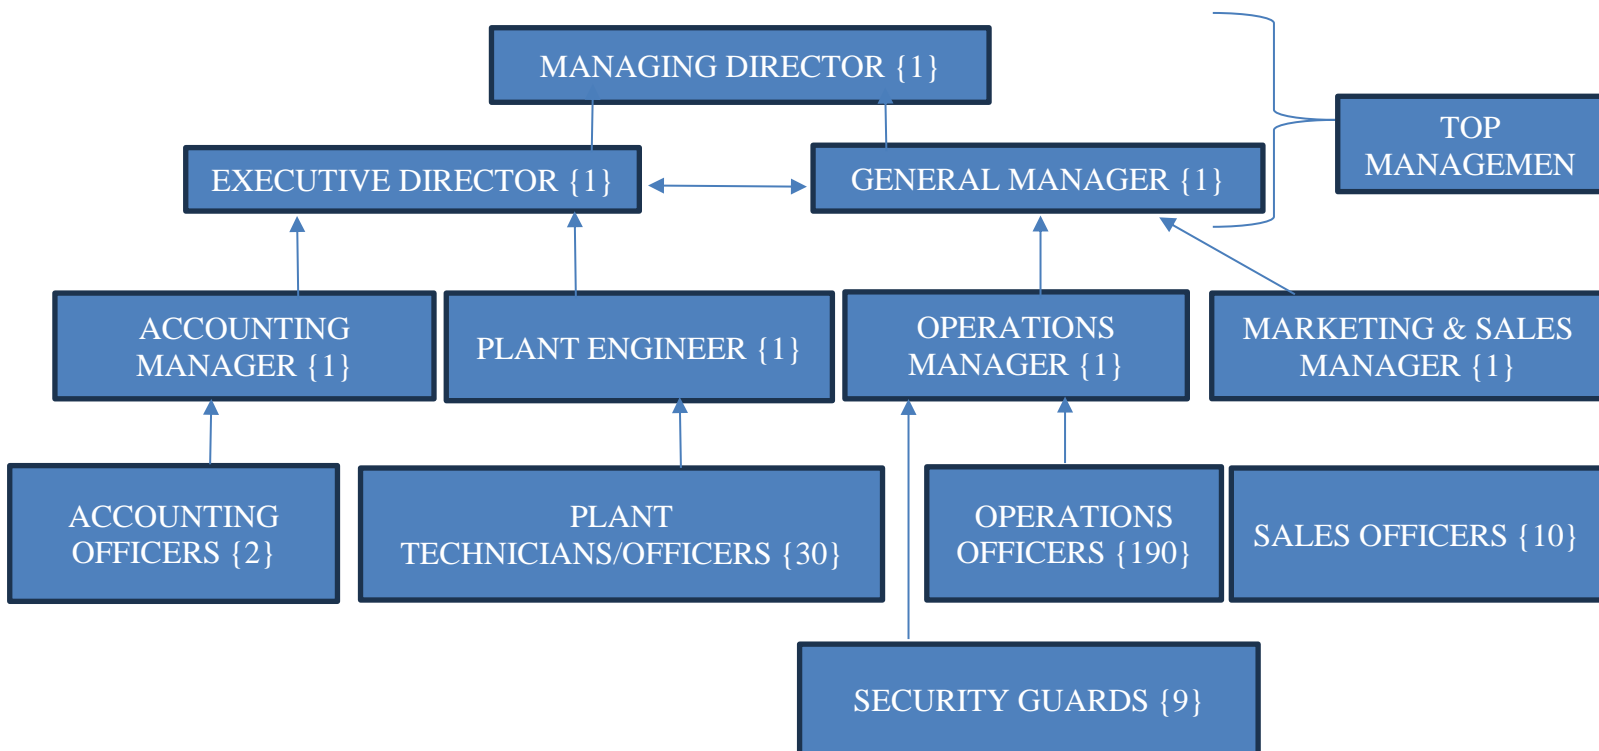 MANAGING DIRECTOR {1}
TOP
MANAGEMEN
EXECUTIVE DIRECTOR {1}
GENERAL MANAGER {1}
ACCOUNTING
MANAGER {1}
PLANT ENGINEER {1}
OPERATIONS
MANAGER {1}
MARKETING & SALES
MANAGER {1}
ACCOUNTING
OFFICERS {2}
PLANT
TECHNICIANS/OFFICERS {30}
OPERATIONS
OFFICERS {190}
SALES OFFICERS {10}
SECURITY GUARDS {9}